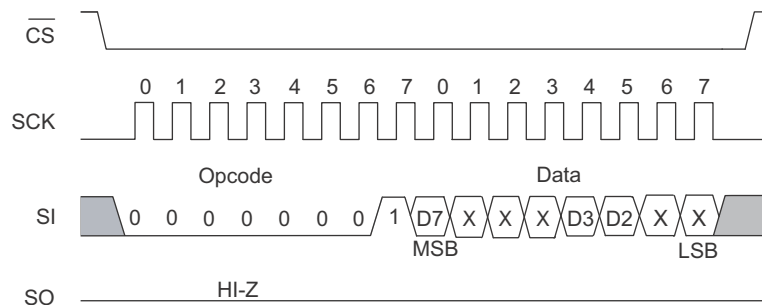 CS
0 1 2 3 4 5 6 7 0 1 2 3 4 5 6 7
SCK
Opcode Data
SI 0 0 0 0 0 0 0 1 D7 X X X D3 D2 X X
MSB LSB
HI-Z
SO